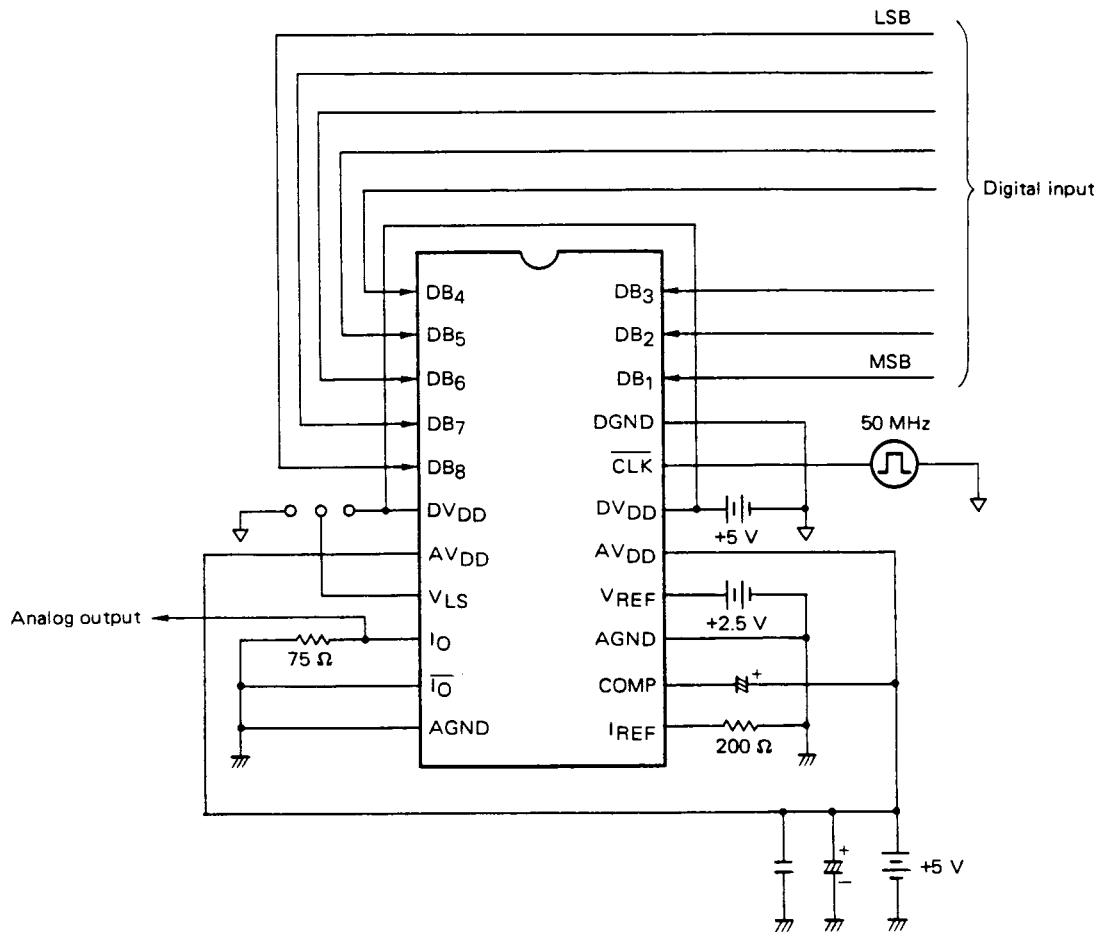 LSB
Digital input
DB4
DB3
DB5
DB2
DB6
MSB
DB1
DB7
DGND
50 MHz
DB8
CLK
DVDD
DVDD
+5 V
AVDD
AVDD
VLS
VREF
+2.5 V
Analog output
IO
AGND
75 Ω
IO
COMP
+
AGND
IREF
200 Ω
+
−
+5 V